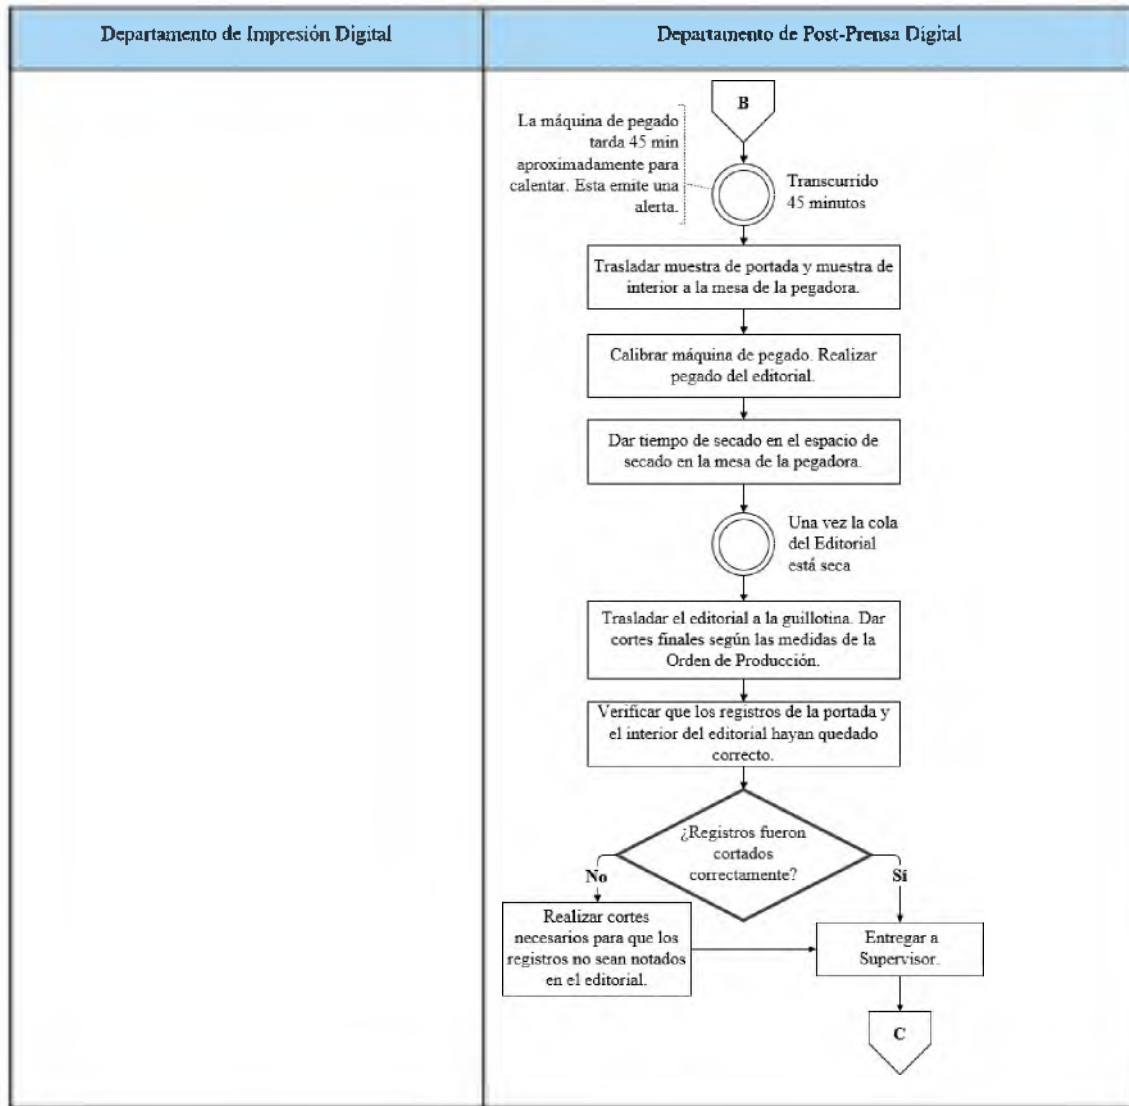 Departamento de Impresión Digital
Departamento de Post-Prensa Digital
B
La máquina de pegado
tarda 45 min
aproximadamente para
calentar. Esta emite una
alerta.
Transcurrido
45 minutos
Trasladar muestra de portada y muestra de
interior a la mesa de la pegadora.
Calibrar máquina de pegado. Realizar
pegado del editorial.
Dar tiempo de secado en el espacio de
secado en la mesa de la pegadora.
Una vez la cola
del Editorial
está seca
Trasladar el editorial a la guillotina. Dar
cortes finales según las medidas de la
Orden de Producción.
Verificar que los registros de la portada y
el interior del editorial hayan quedado
correcto.
¿Registros fueron
cortados
correctamente?
No
Sí
Realizar cortes
necesarios para que los
registros no sean notados
en el editorial.
Entregar a
Supervisor.
C